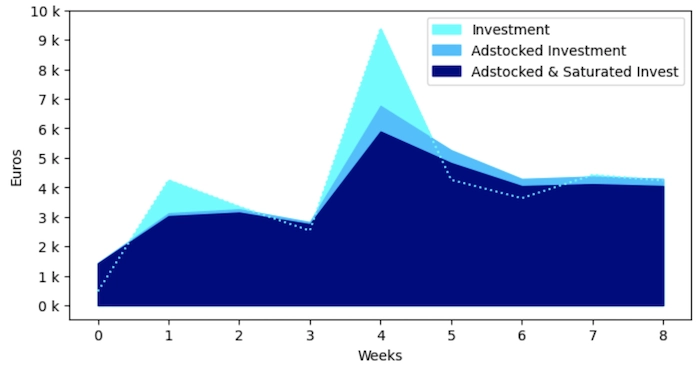 10 k
9 k
8 k
7 k
6 k
5 k
4 k
3 k
2 k
1 k
0 k
Euros
Investment
Adstocked Investment
Adstocked & Saturated Invest
0 1 2 3 4 5 6 7 8
Weeks